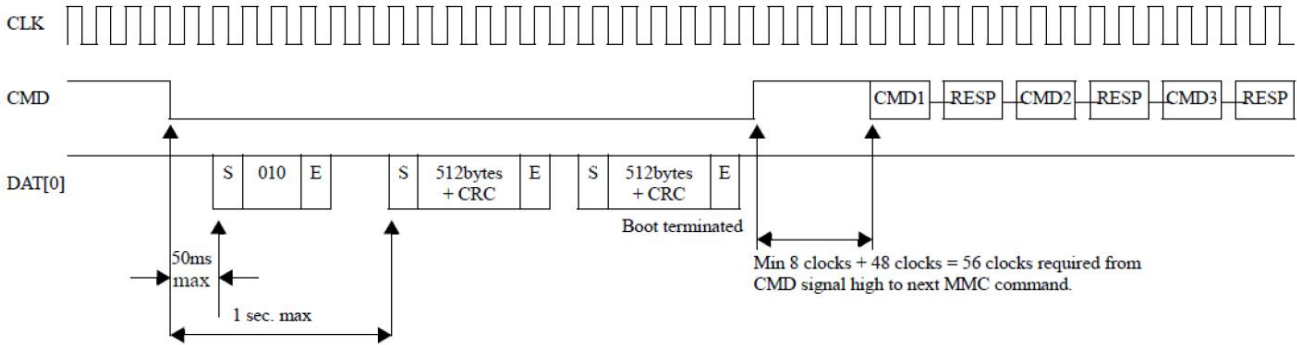 CLK
CMD
CMD1 RESP CMD2 RESP CMD3 RESP
DAT[0]
S 010 E S 512bytes E S 512bytes E
+ CRC + CRC
Boot terminated
50ms
max
Min 8 clocks + 48 clocks = 56 clocks required from
CMD signal high to next MMC command.
1 sec. max